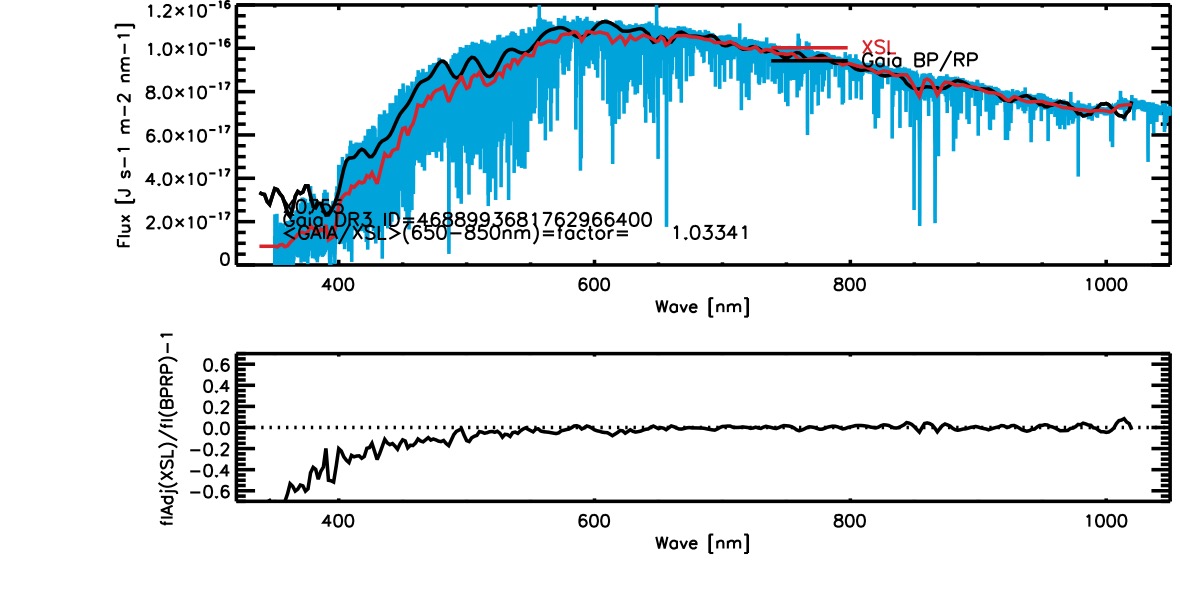 1.2×10−16
1.0×10−16
8.0×10−17
6.0×10−17
4.0×10−17
2.0×10−17
0
Flux [J s−1 m−2 nm−1]
XSL
Gaia BP/RP
Gaia DR3 ID=4688993681762966400
<GAIA/XSL>(650−850nm)=factor= 1.03341
400 600 800 1000
Wave [nm]
0.6
0.4
0.2
0.0
−0.2
−0.4
−0.6
flAdj(XSL)/fl(BPRP)−1
400 600 800 1000
Wave [nm]